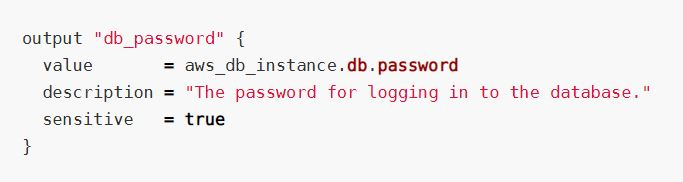 output "db_password" {
  value       = aws_db_instance.db.password
  description = "The password for logging in to the database."
  sensitive   = true
}